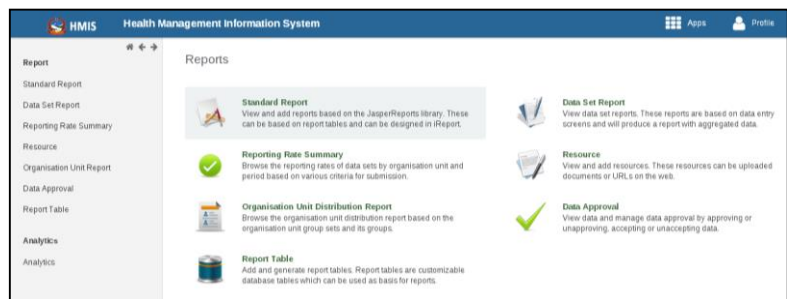 HMIS Health Management Information System Apps Profile
Report
Standard Report
Data Set Report
Reporting Rate Summary
Resource
Organisation Unit Report
Data Approval
Report Table
Analytics
Analytics
Reports
Standard Report
View and add reports based on the JasperReports library. These
can be based on report tables and can be designed in iReport.
Data Set Report
View data set reports. These reports are based on data entry
screens and will produce a report with aggregated data.
Reporting Rate Summary
Browse the reporting rates of data sets by organisation unit and
period based on various criteria for submission.
Resource
View and add resources. These resources can be uploaded
documents or URLs on the web.
Organisation Unit Distribution Report
Browse the organisation unit distribution report based on the
organisation unit group sets and its groups.
Data Approval
View data and manage data approval by approving or
unapproving, accepting or unaccepting data.
Report Table
Add and generate report tables. Report tables are customizable
database tables which can be used as basis for reports.